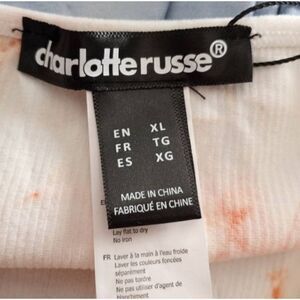 charlotte russe®
EN XL
FR TG
ES XG
MADE IN CHINA
FABRIQUÉ EN CHINE
Lay flat to dry
No iron
FR Laver à la main à l'eau froide
Laver les couleurs foncées
séparément
Ne pas tordre
Ne pas utiliser d'agent de
blanchiment